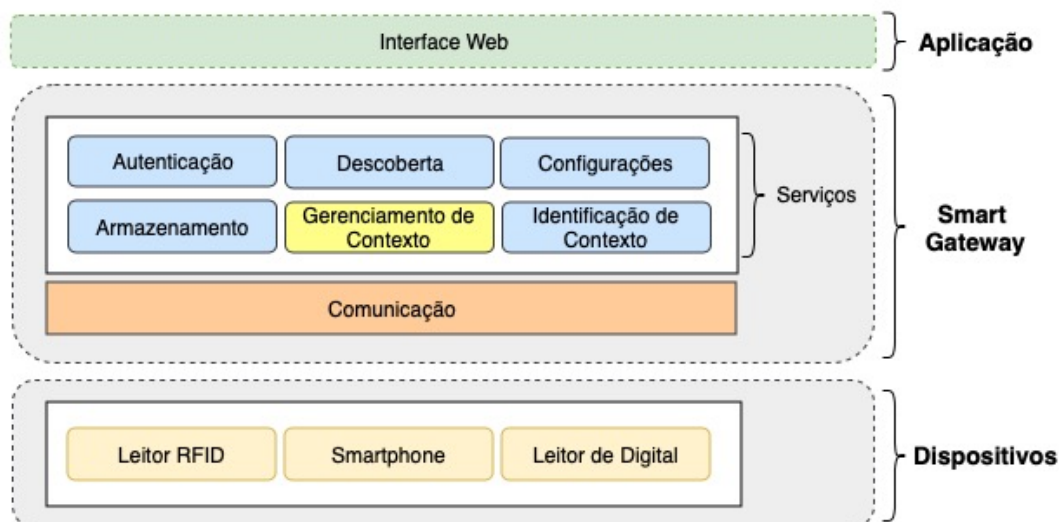 Interface Web
Aplicação
Autenticação
Descoberta
Configurações
Armazenamento
Gerenciamento de
Contexto
Identificação de
Contexto
Serviços
Smart
Gateway
Comunicação
Leitor RFID
Smartphone
Leitor de Digital
Dispositivos